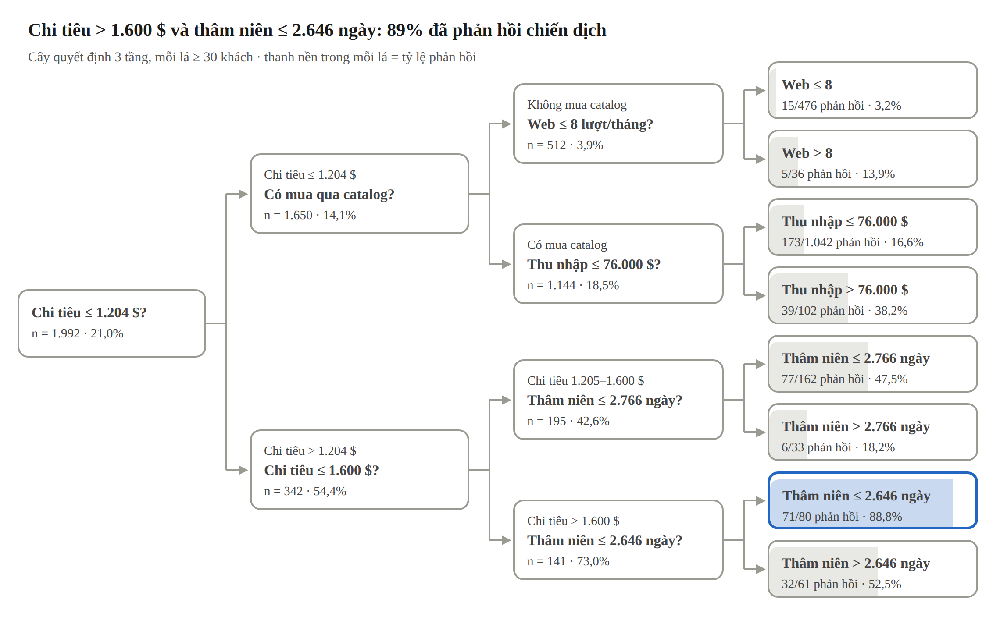 Chi tiêu > 1.600 $ và thâm niên ≤ 2.646 ngày: 89% đã phản hồi chiến dịch
Cây quyết định 3 tầng, mỗi lá ≥ 30 khách · thanh nền trong mỗi lá = tỷ lệ phản hồi
Chi tiêu ≤ 1.204 $?
n = 1.992 · 21,0%
Chi tiêu ≤ 1.204 $
Có mua qua catalog?
n = 1.650 · 14,1%
Chi tiêu > 1.204 $
Chi tiêu ≤ 1.600 $?
n = 342 · 54,4%
Không mua catalog
Web ≤ 8 lượt/tháng?
n = 512 · 3,9%
Có mua catalog
Thu nhập ≤ 76.000 $?
n = 1.144 · 18,5%
Chi tiêu 1.205–1.600 $
Thâm niên ≤ 2.766 ngày?
n = 195 · 42,6%
Chi tiêu > 1.600 $
Thâm niên ≤ 2.646 ngày?
n = 141 · 73,0%
Web ≤ 8
15/476 phản hồi · 3,2%
Web > 8
5/36 phản hồi · 13,9%
Thu nhập ≤ 76.000 $
173/1.042 phản hồi · 16,6%
Thu nhập > 76.000 $
39/102 phản hồi · 38,2%
Thâm niên ≤ 2.766 ngày
77/162 phản hồi · 47,5%
Thâm niên > 2.766 ngày
6/33 phản hồi · 18,2%
Thâm niên ≤ 2.646 ngày
71/80 phản hồi · 88,8%
Thâm niên > 2.646 ngày
32/61 phản hồi · 52,5%